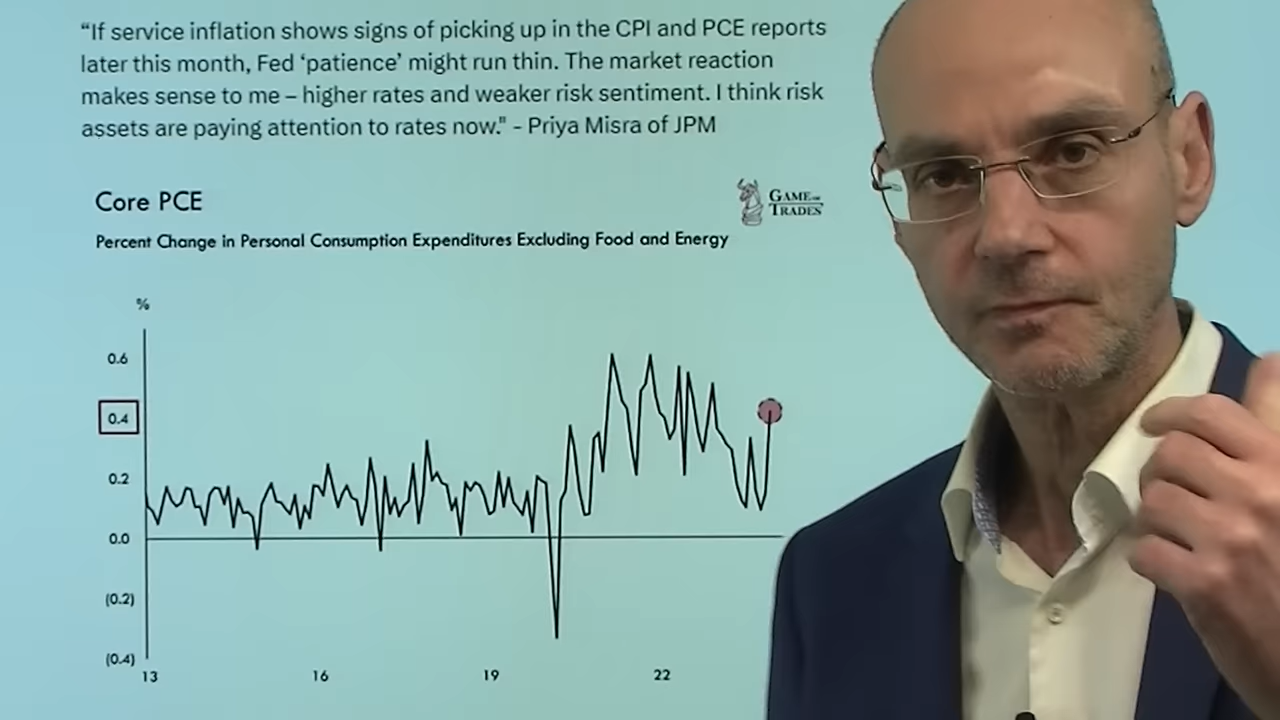 “If service inflation shows signs of picking up in the CPI and PCE reports
later this month, Fed ‘patience’ might run thin. The market reaction
makes sense to me – higher rates and weaker risk sentiment. I think risk
assets are paying attention to rates now." - Priya Misra of JPM
Core PCE
GAME OF
TRADES
Percent Change in Personal Consumption Expenditures Excluding Food and Energy
%
0.6
0.4
0.2
0.0
(0.2)
(0.4)
13 16 19 22